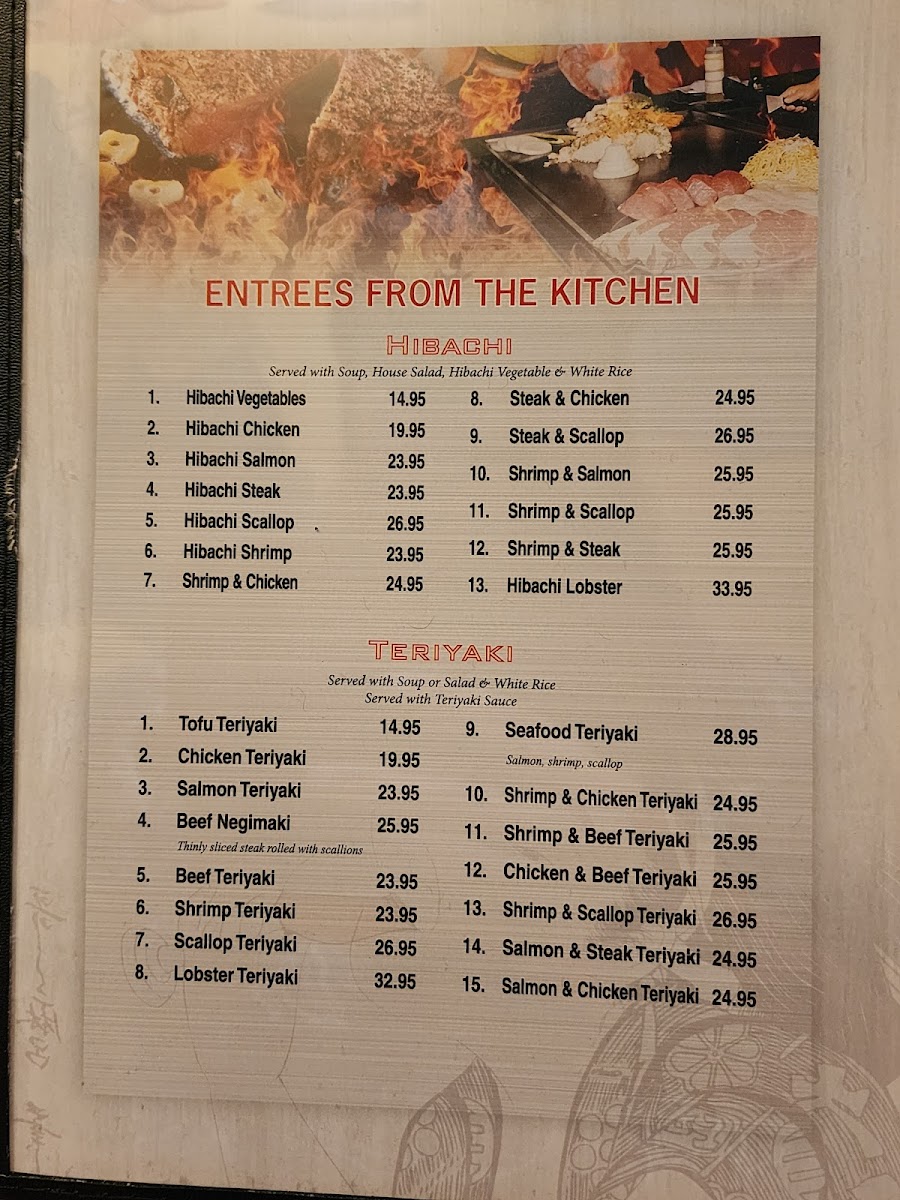 ENTREES FROM THE KITCHEN
HIBACHI
Served with Soup, House Salad, Hibachi Vegetable & White Rice
1. Hibachi Vegetables 14.95
2. Hibachi Chicken 19.95
3. Hibachi Salmon 23.95
4. Hibachi Steak 23.95
5. Hibachi Scallop 26.95
6. Hibachi Shrimp 23.95
7. Shrimp & Chicken 24.95
8. Steak & Chicken 24.95
9. Steak & Scallop 26.95
10. Shrimp & Salmon 25.95
11. Shrimp & Scallop 25.95
12. Shrimp & Steak 25.95
13. Hibachi Lobster 33.95
TERIYAKI
Served with Soup or Salad & White Rice
Served with Teriyaki Sauce
1. Tofu Teriyaki 14.95
2. Chicken Teriyaki 19.95
3. Salmon Teriyaki 23.95
4. Beef Negimaki 25.95
Thinly sliced steak rolled with scallions
5. Beef Teriyaki 23.95
6. Shrimp Teriyaki 23.95
7. Scallop Teriyaki 26.95
8. Lobster Teriyaki 32.95
9. Seafood Teriyaki 28.95
Salmon, shrimp, scallop
10. Shrimp & Chicken Teriyaki 24.95
11. Shrimp & Beef Teriyaki 25.95
12. Chicken & Beef Teriyaki 25.95
13. Shrimp & Scallop Teriyaki 26.95
14. Salmon & Steak Teriyaki 24.95
15. Salmon & Chicken Teriyaki 24.95